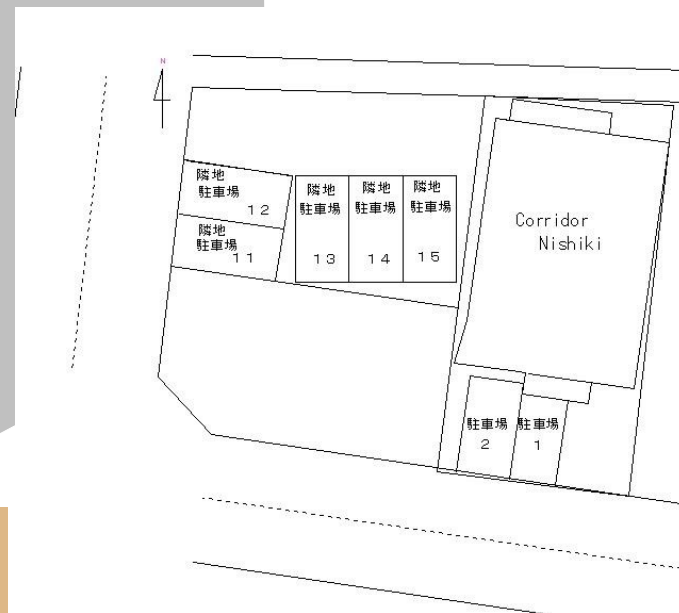 N
隣地
駐車場
１２
隣地
駐車場
１１
隣地
駐車場
１３
隣地
駐車場
１４
隣地
駐車場
１５
Corridor
Nishiki
駐車場
２
駐車場
１